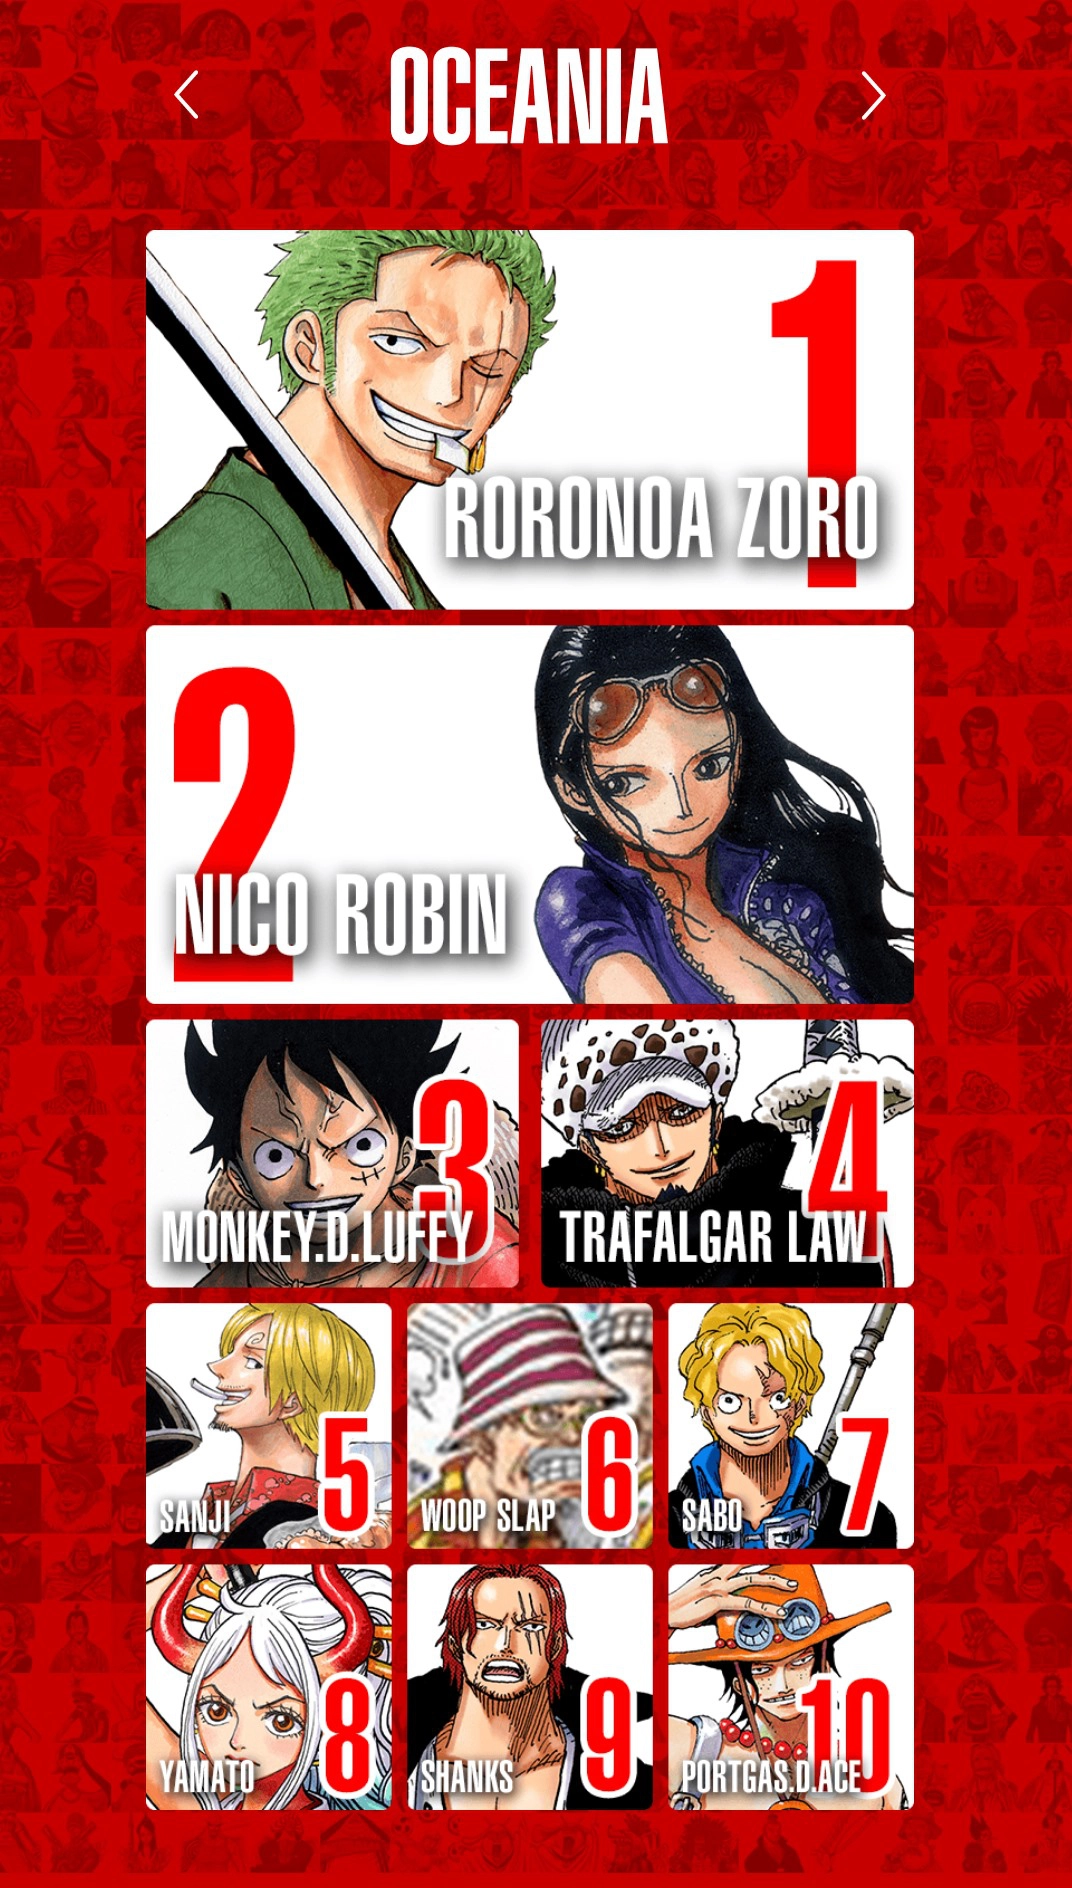 OCEANIA
1
RORONOA ZORO
2
NICO ROBIN
3
MONKEY.D.LUFFY
4
TRAFALGAR LAW
5
SANJI
6
WOOP SLAP
7
SABO
8
YAMATO
9
SHANKS
10
PORTGAS.D.ACE